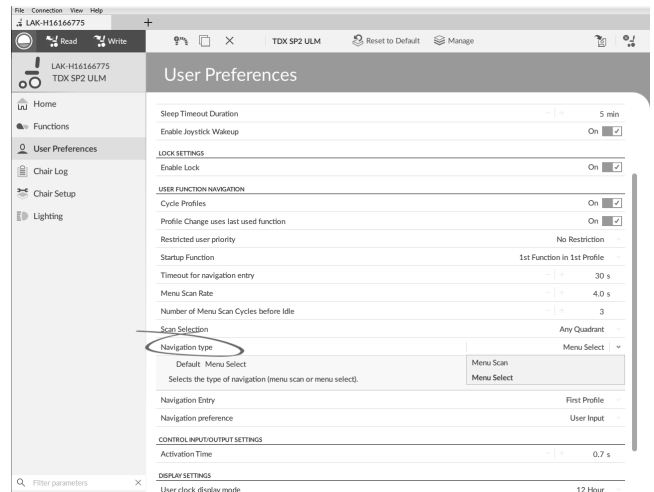 File Connection View Help
LAK-H16166775
Read Write TDX SP2 ULM Reset to Default Manage
LAK-H16166775
TDX SP2 ULM
User Preferences
Home
Functions
User Preferences
Chair Log
Chair Setup
Lighting
Filter parameters
Sleep Timeout Duration 5 min
Enable Joystick Wakeup On
LOCK SETTINGS
Enable Lock On
USER FUNCTION NAVIGATION
Cycle Profiles On
Profile Change uses last used function On
Restricted user priority No Restriction
Startup Function 1st Function in 1st Profile
Timeout for navigation entry 30 s
Menu Scan Rate 4.0 s
Number of Menu Scan Cycles before Idle 3
Scan Selection Any Quadrant
Navigation type Menu Select
Default Menu Select Menu Scan
Selects the type of navigation (menu scan or menu select). Menu Select
Navigation Entry First Profile
Navigation preference User Input
CONTROL INPUT/OUTPUT SETTINGS
Activation Time 0.7 s
DISPLAY SETTINGS
User clock display mode 12 Hour